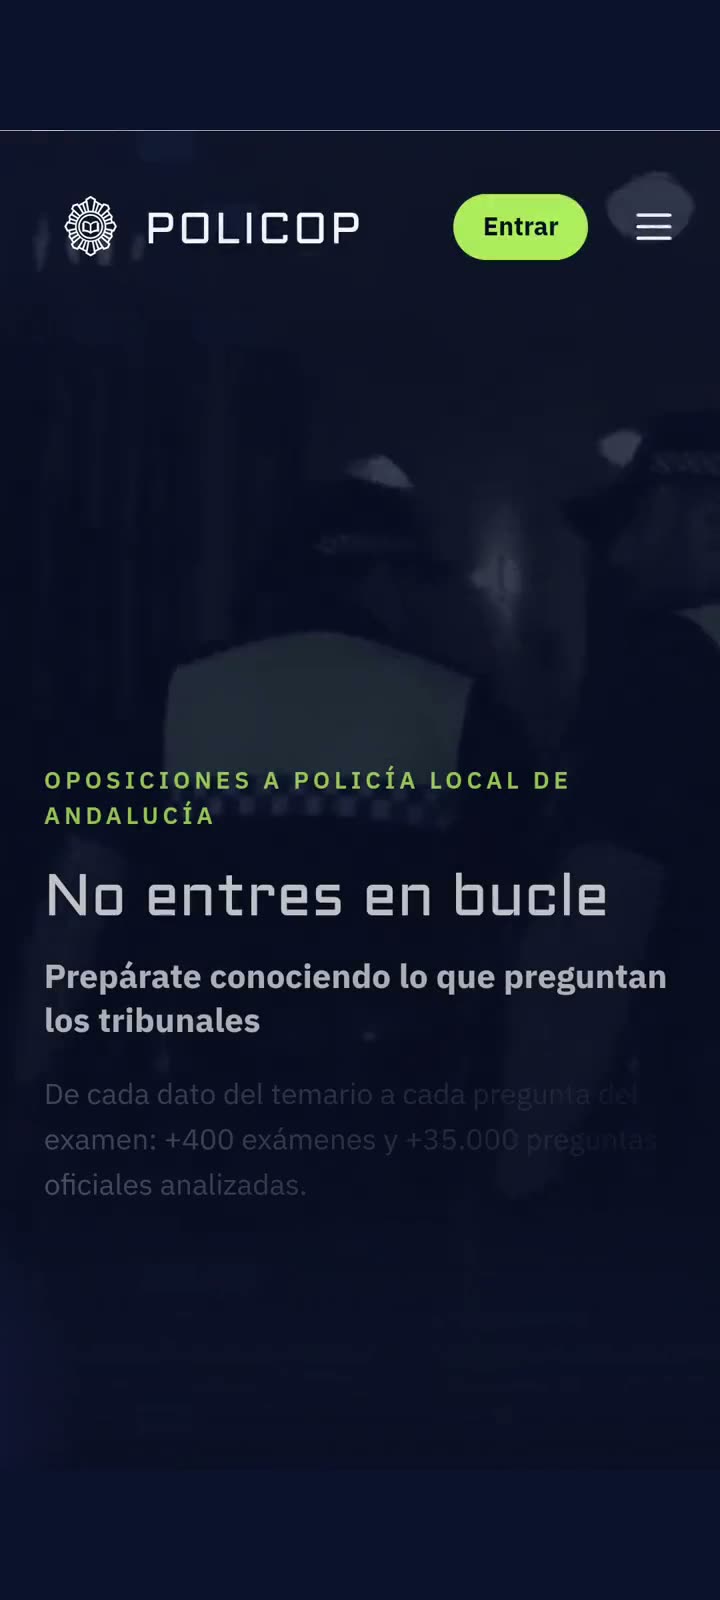 POLICOP
Entrar
OPOSICIONES A POLICÍA LOCAL DE
ANDALUCÍA
No entres en bucle
Prepárate conociendo lo que preguntan
los tribunales
De cada dato del temario a cada pregunta del
examen: +400 exámenes y +35.000 preguntas
oficiales analizadas.